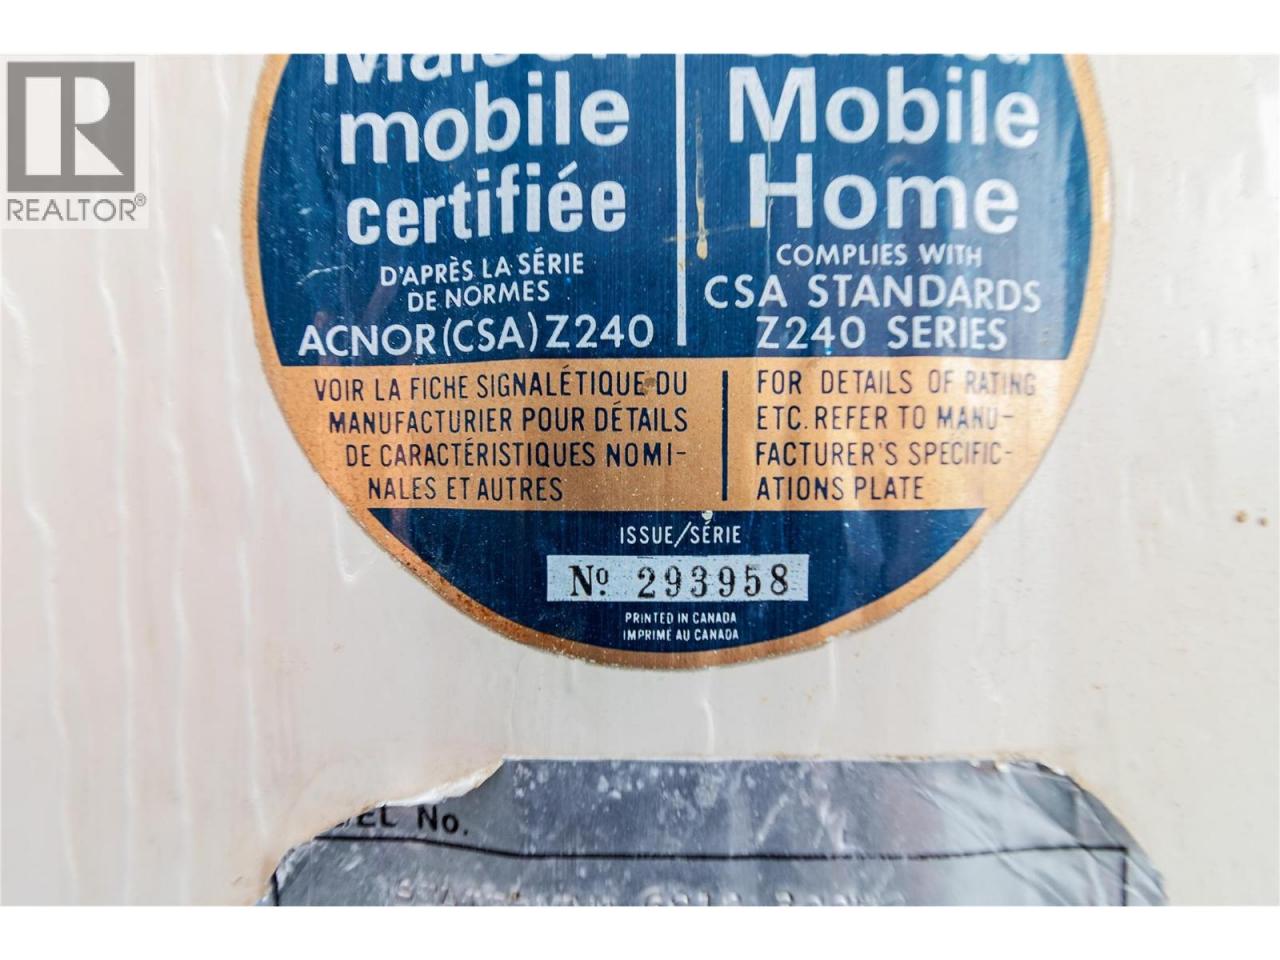 REALTOR®
Maison
mobile
certifiée
D'APRÈS LA SÉRIE
DE NORMES
ACNOR (CSA) Z240
Mobile
Home
COMPLIES WITH
CSA STANDARDS
Z240 SERIES
VOIR LA FICHE SIGNALÉTIQUE DU
MANUFACTURIER POUR DÉTAILS
DE CARACTÉRISTIQUES NOMI-
NALES ET AUTRES
FOR DETAILS OF RATING
ETC. REFER TO MANU-
FACTURER'S SPECIFIC-
ATIONS PLATE
ISSUE/SÉRIE
Nº 293958
PRINTED IN CANADA
IMPRIMÉ AU CANADA
No.